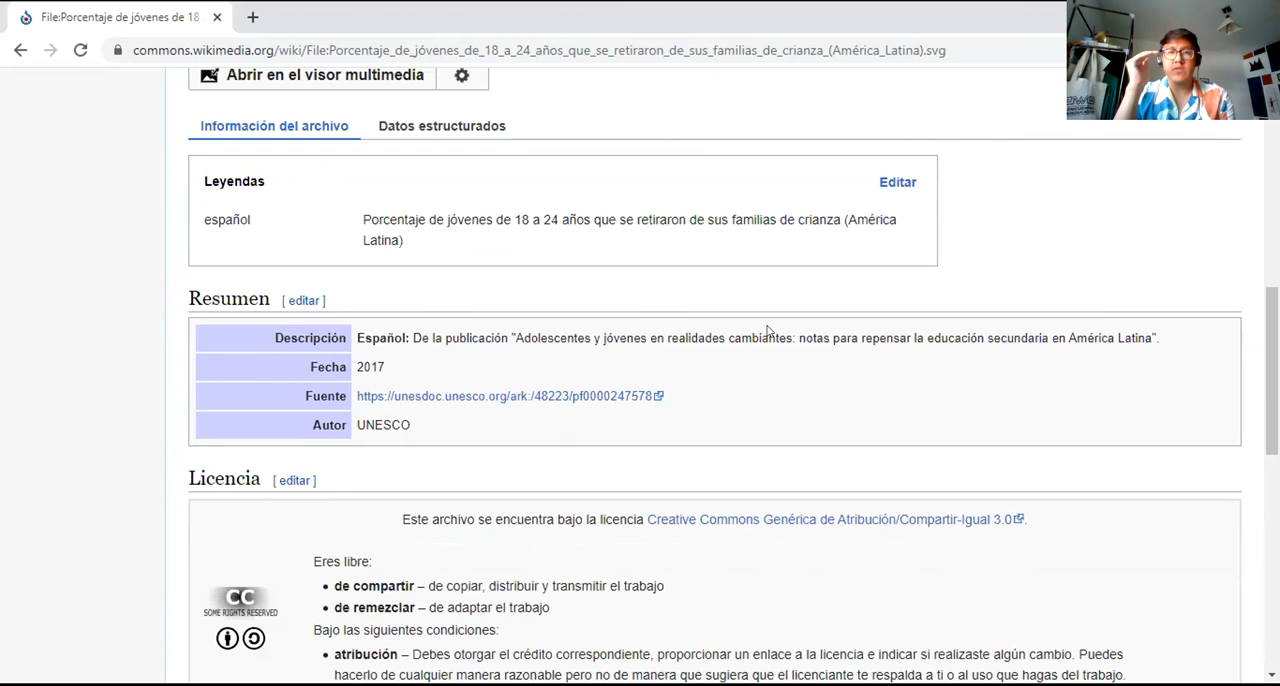 File:Porcentaje de jóvenes de 18
commons.wikimedia.org/wiki/File:Porcentaje_de_jóvenes_de_18_a_24_años_que_se_retiraron_de_sus_familias_de_crianza_(América_Latina).svg
Abrir en el visor multimedia
Información del archivo Datos estructurados
Leyendas Editar
español Porcentaje de jóvenes de 18 a 24 años que se retiraron de sus familias de crianza (América
Latina)
Resumen [ editar ]
Descripción Español: De la publicación "Adolescentes y jóvenes en realidades cambiantes: notas para repensar la educación secundaria en América Latina".
Fecha 2017
Fuente https://unesdoc.unesco.org/ark:/48223/pf0000247578
Autor UNESCO
Licencia [ editar ]
Este archivo se encuentra bajo la licencia Creative Commons Genérica de Atribución/Compartir-Igual 3.0.
Eres libre:
• de compartir – de copiar, distribuir y transmitir el trabajo
CC
SOME RIGHTS RESERVED
• de remezclar – de adaptar el trabajo
Bajo las siguientes condiciones:
• atribución – Debes otorgar el crédito correspondiente, proporcionar un enlace a la licencia e indicar si realizaste algún cambio. Puedes
hacerlo de cualquier manera razonable pero no de manera que sugiera que el licenciante te respalda a ti o al uso que hagas del trabajo.